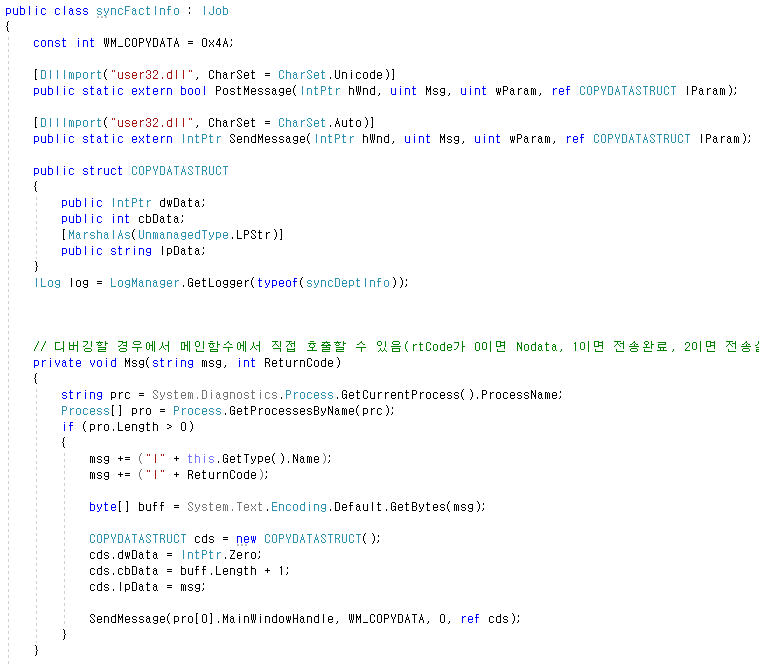 public class syncFactInfo : IJob
{
const int WM_COPYDATA = 0x4A;
[DllImport("user32.dll", CharSet = CharSet.Unicode)]
public static extern bool PostMessage(IntPtr hWnd, uint Msg, uint wParam, ref COPYDATASTRUCT lParam);
[DllImport("user32.dll", CharSet = CharSet.Auto)]
public static extern IntPtr SendMessage(IntPtr hWnd, uint Msg, uint wParam, ref COPYDATASTRUCT lParam);
public struct COPYDATASTRUCT
{
public IntPtr dwData;
public int cbData;
[MarshalAs(UnmanagedType.LPStr)]
public string lpData;
}
ILog log = LogManager.GetLogger(typeof(syncDeptInfo));
// 디버깅할 경우에서 메인함수에서 직접 호출할 수 있음(rtCode가 0이면 Nodata, 1이면 전송완료, 2이면
private void Msg(string msg, int ReturnCode)
{
string prc = System.Diagnostics.Process.GetCurrentProcess().ProcessName;
Process[] pro = Process.GetProcessesByName(prc);
if (pro.Length > 0)
{
msg += ("|" + this.GetType().Name);
msg += ("|" + ReturnCode);
byte[] buff = System.Text.Encoding.Default.GetBytes(msg);
COPYDATASTRUCT cds = new COPYDATASTRUCT();
cds.dwData = IntPtr.Zero;
cds.cbData = buff.Length + 1;
cds.lpData = msg;
SendMessage(pro[0].MainWindowHandle, WM_COPYDATA, 0, ref cds);
}
}